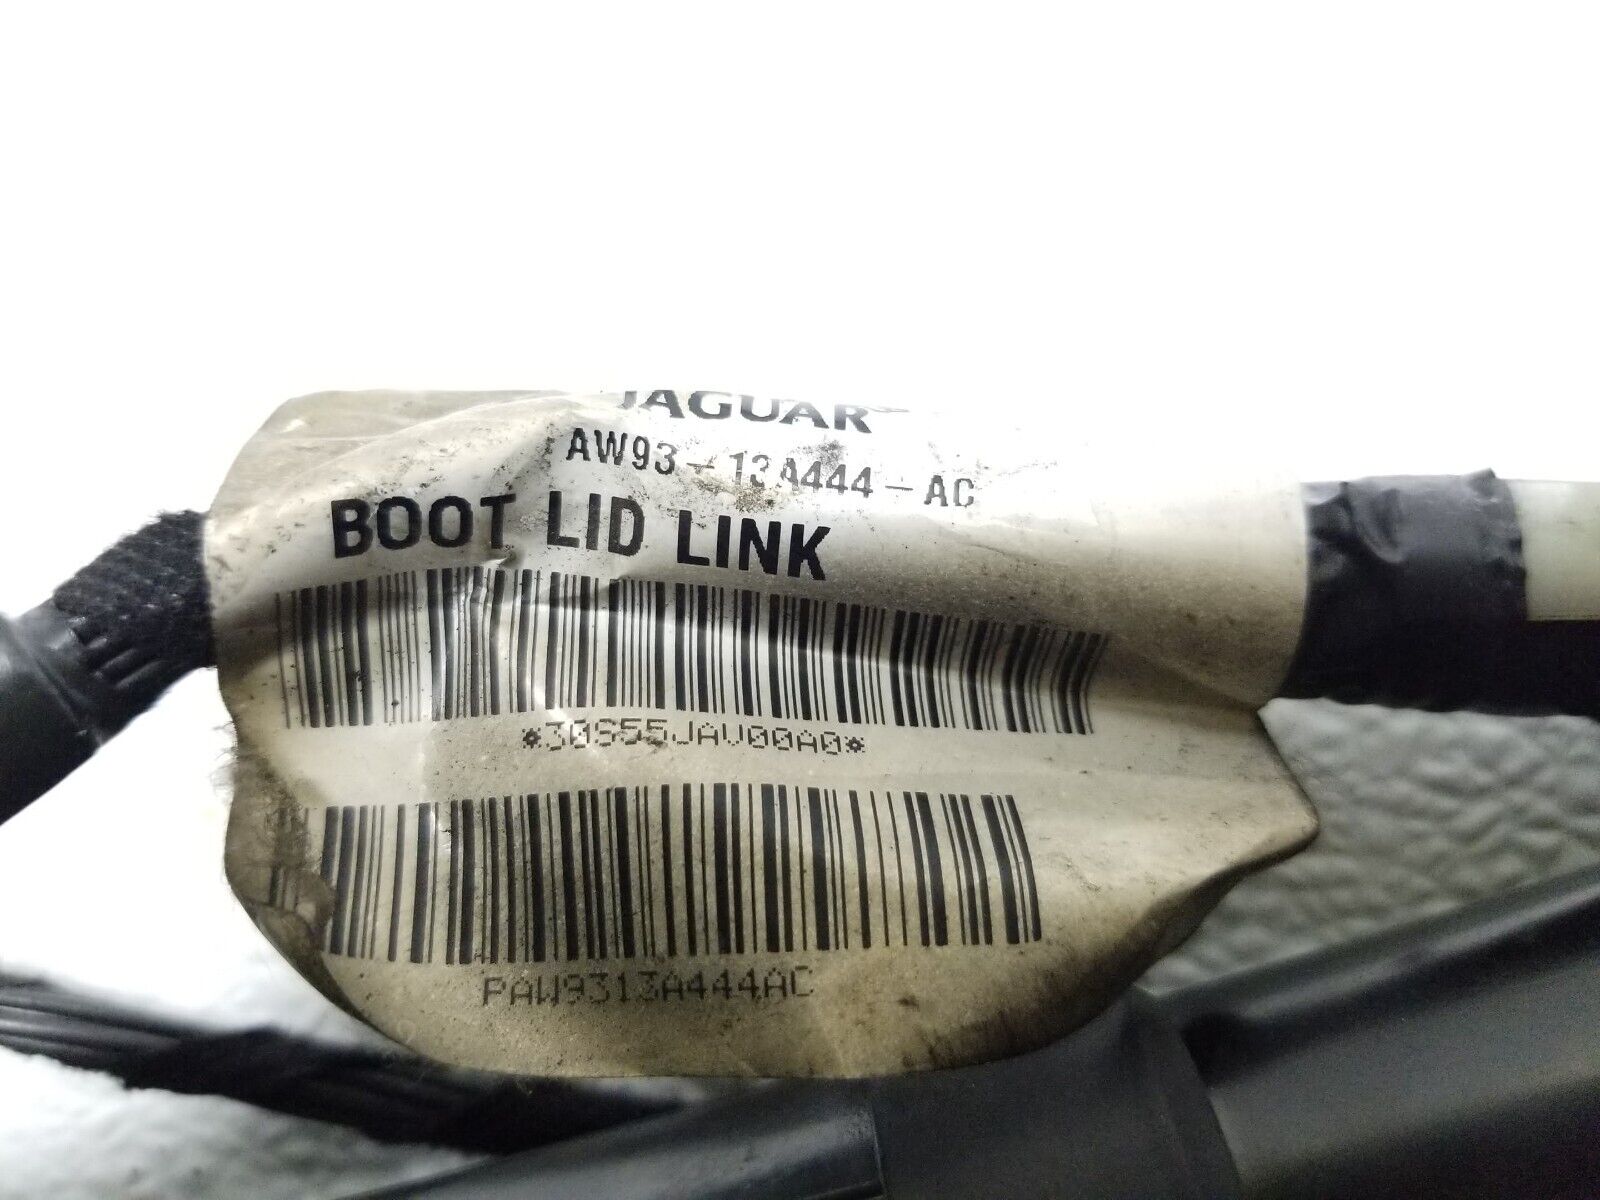 JAGUAR
AW93-13A444-AC
BOOT LID LINK
*30S55JAV00A0*
PAW9313A444AC